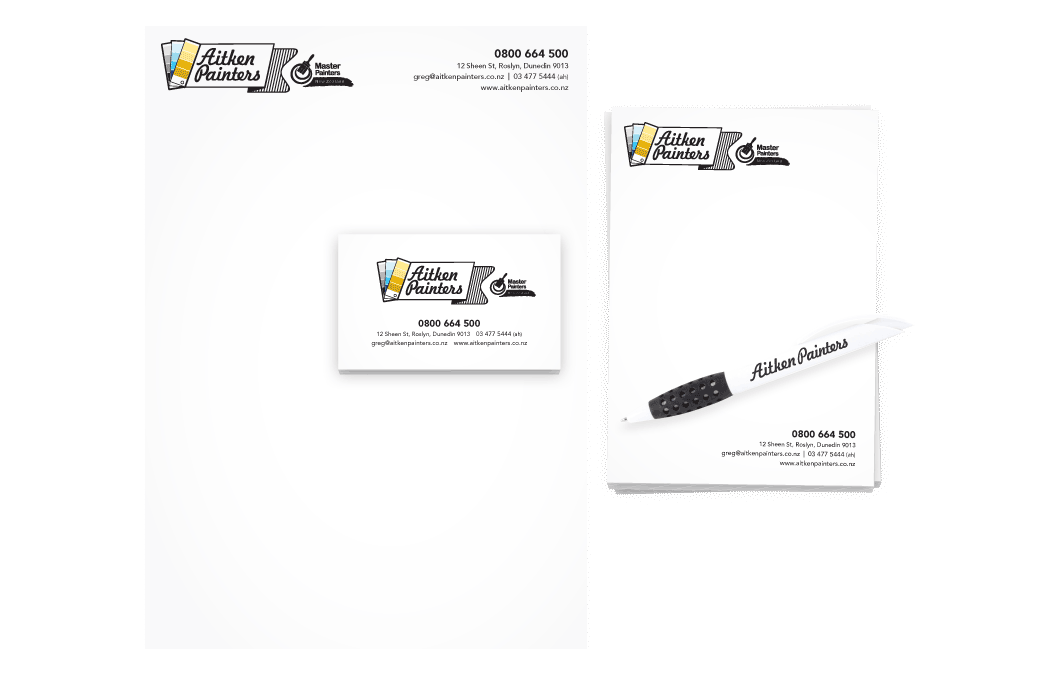 Aitken
Painters
Master
Painters
0800 664 500
12 Sheen St, Roslyn, Dunedin 9013
greg@aitkenpainters.co.nz | 03 477 5444 (ah)
www.aitkenpainters.co.nz
Aitken
Painters
Master
Painters
0800 664 500
12 Sheen St, Roslyn, Dunedin 9013 03 477 5444 (ah)
greg@aitkenpainters.co.nz www.aitkenpainters.co.nz
Aitken
Painters
Master
Painters
Aitken Painters
0800 664 500
12 Sheen St, Roslyn, Dunedin 9013
greg@aitkenpainters.co.nz | 03 477 5444 (ah)
www.aitkenpainters.co.nz